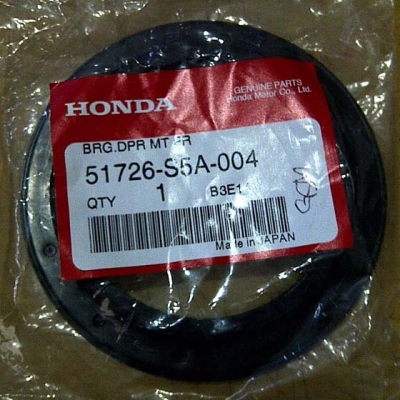 GENUINE PARTS
Honda Motor Co., Ltd.
HONDA
BRG.DPR MT FR
51726-S5A-004
QTY 1 B3E1
Made in JAPAN